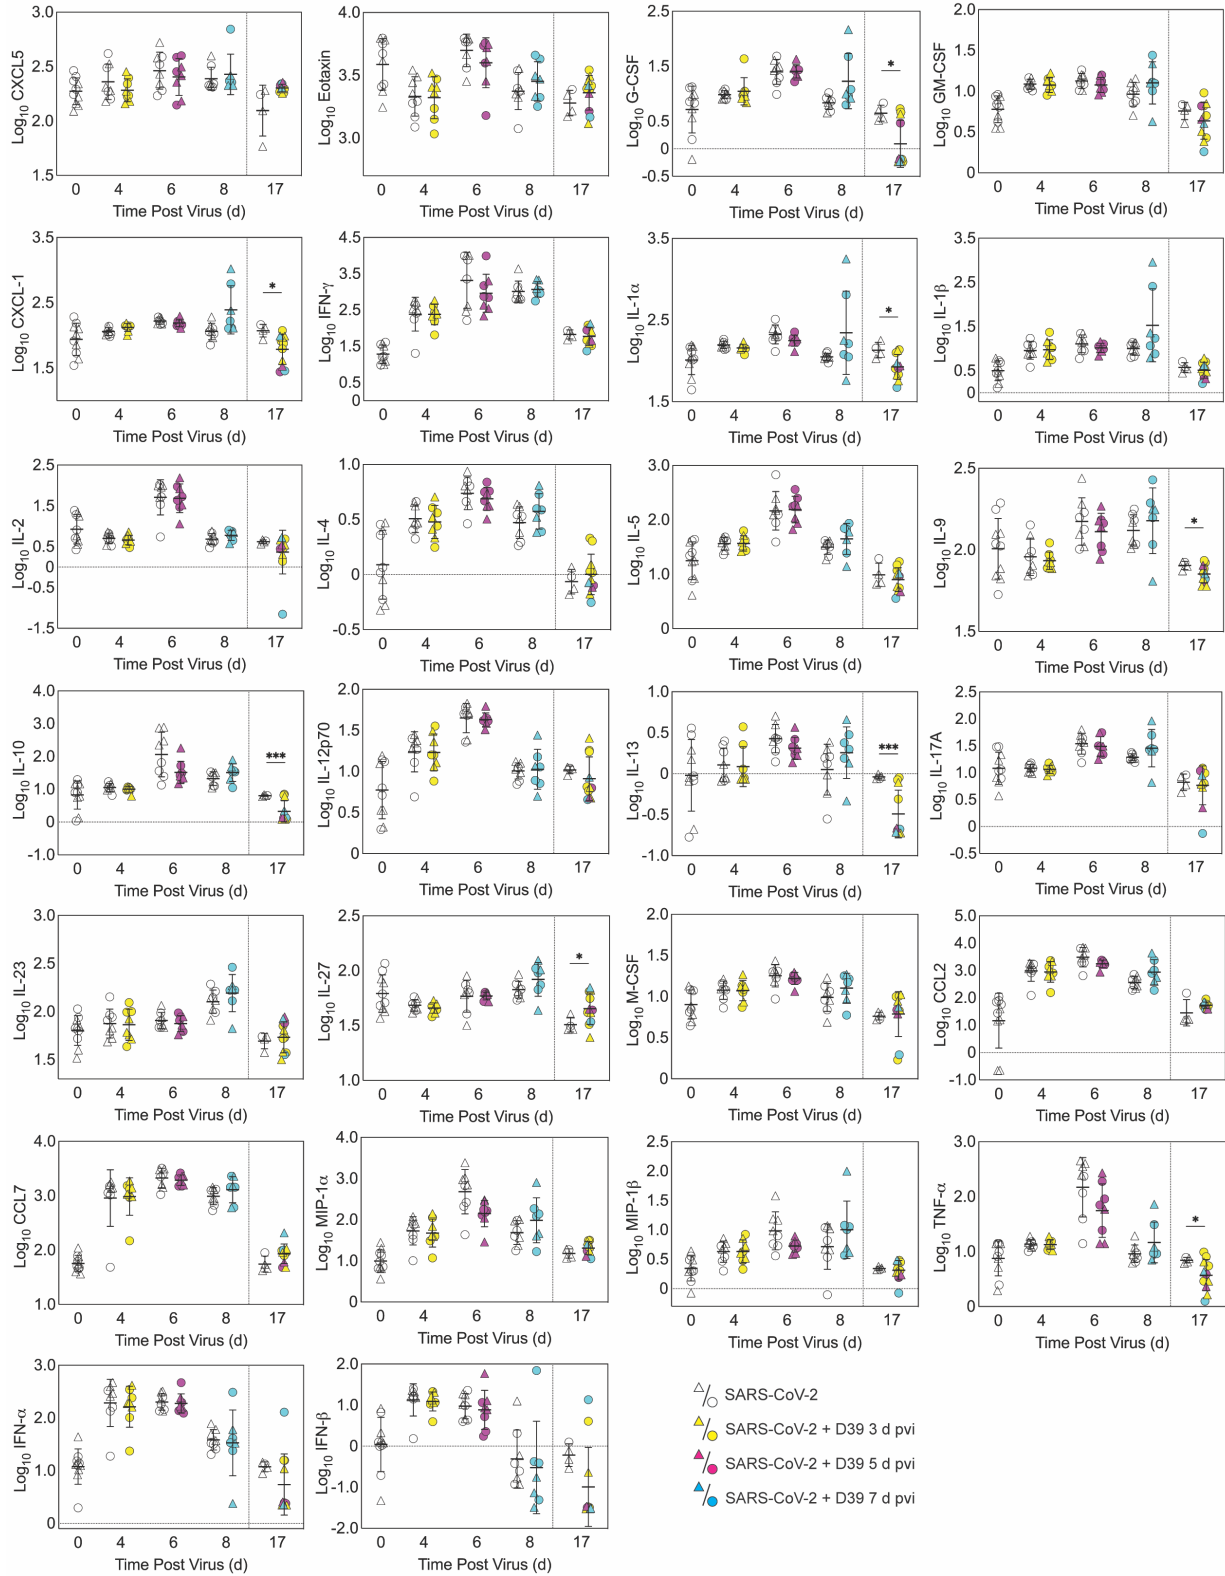 Log10 CXCL5
3.0
2.5
2.0
1.5
0 4 6 8 17
Time Post Virus (d)
Log10 Eotaxin
4.0
3.5
3.0
0 4 6 8 17
Time Post Virus (d)
Log10 G-CSF
2.5
1.5
0.5
0
-0.5
*
0 4 6 8 17
Time Post Virus (d)
Log10 GM-CSF
2.0
1.5
1.0
0.5
0
0 4 6 8 17
Time Post Virus (d)
Log10 CXCL-1
3.5
2.5
1.5
*
0 4 6 8 17
Time Post Virus (d)
Log10 IFN-γ
4.5
3.5
2.5
1.5
0.5
0
0 4 6 8 17
Time Post Virus (d)
Log10 IL-1α
3.5
2.5
1.5
*
0 4 6 8 17
Time Post Virus (d)
Log10 IL-1β
3.5
2.5
1.5
0.5
0
0 4 6 8 17
Time Post Virus (d)
Log10 IL-2
2.5
1.5
0.5
0
-0.5
-1.5
0 4 6 8 17
Time Post Virus (d)
Log10 IL-4
1.0
0.5
0
-0.5
0 4 6 8 17
Time Post Virus (d)
Log10 IL-5
3.0
2.0
1.0
0
0 4 6 8 17
Time Post Virus (d)
Log10 IL-9
2.5
2.0
1.5
*
0 4 6 8 17
Time Post Virus (d)
Log10 IL-10
4.0
3.0
2.0
1.0
0
-1.0
***
0 4 6 8 17
Time Post Virus (d)
Log10 IL-12p70
2.0
1.5
1.0
0.5
0
0 4 6 8 17
Time Post Virus (d)
Log10 IL-13
1.0
0.5
0
-0.5
-1.0
***
0 4 6 8 17
Time Post Virus (d)
Log10 IL-17A
2.5
2.0
1.5
1.0
0.5
0
-0.5
0 4 6 8 17
Time Post Virus (d)
Log10 IL-23
3.0
2.5
2.0
1.5
0 4 6 8 17
Time Post Virus (d)
Log10 IL-27
2.5
2.0
1.5
1.0
*
0 4 6 8 17
Time Post Virus (d)
Log10 M-CSF
2.0
1.5
1.0
0.5
0
0 4 6 8 17
Time Post Virus (d)
Log10 CCL2
5.0
4.0
3.0
2.0
1.0
0
-1.0
0 4 6 8 17
Time Post Virus (d)
Log10 CCL7
4.0
3.0
2.0
1.0
0 4 6 8 17
Time Post Virus (d)
Log10 MIP-1α
4.0
3.0
2.0
1.0
0
0 4 6 8 17
Time Post Virus (d)
Log10 MIP-1β
2.5
2.0
1.5
1.0
0.5
0
0 4 6 8 17
Time Post Virus (d)
Log10 TNF-α
3.0
2.0
1.0
0
*
0 4 6 8 17
Time Post Virus (d)
Log10 IFN-α
3.0
2.0
1.0
0
0 4 6 8 17
Time Post Virus (d)
Log10 IFN-β
2.0
1.0
0
-1.0
-2.0
0 4 6 8 17
Time Post Virus (d)
SARS-CoV-2
SARS-CoV-2 + D39 3 d pvi
SARS-CoV-2 + D39 5 d pvi
SARS-CoV-2 + D39 7 d pvi